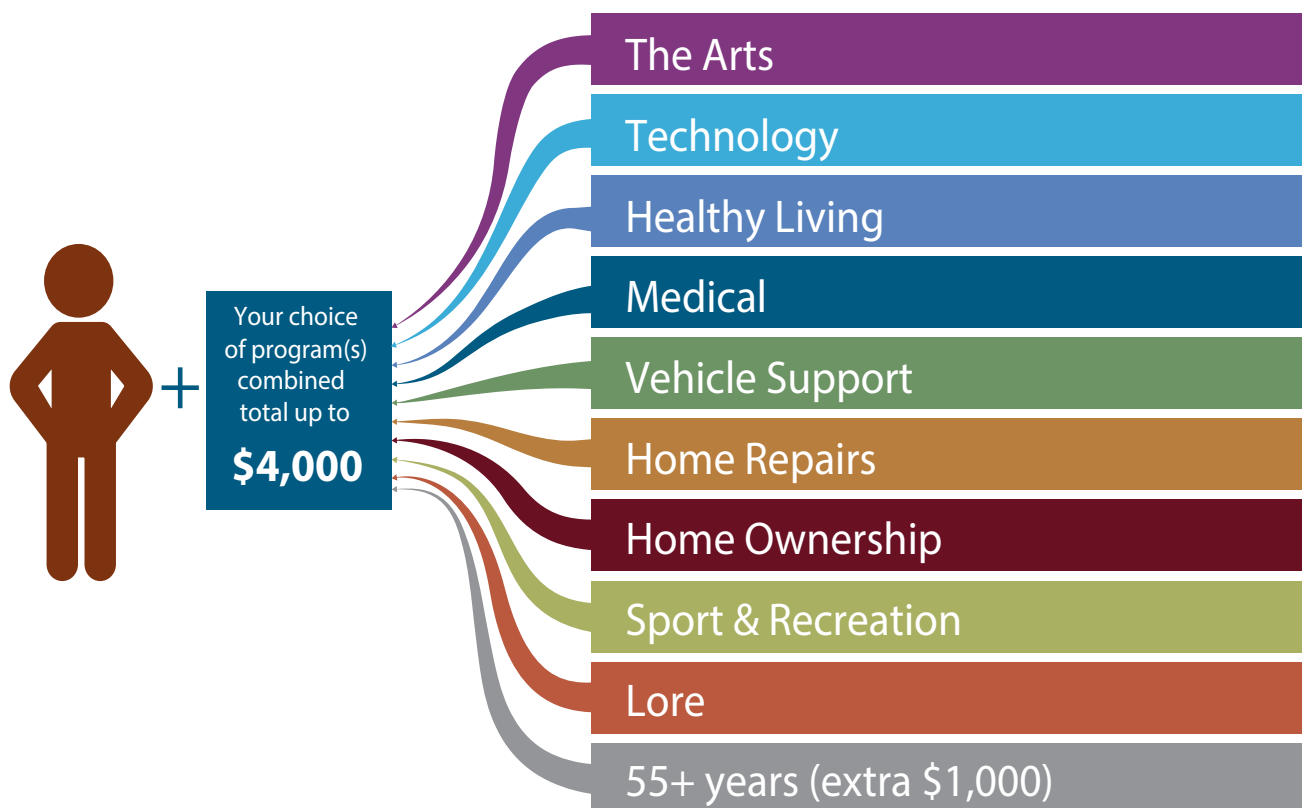 Your choice
of program(s)
combined
total up to
$4,000
The Arts
Technology
Healthy Living
Medical
Vehicle Support
Home Repairs
Home Ownership
Sport & Recreation
Lore
55+ years (extra $1,000)